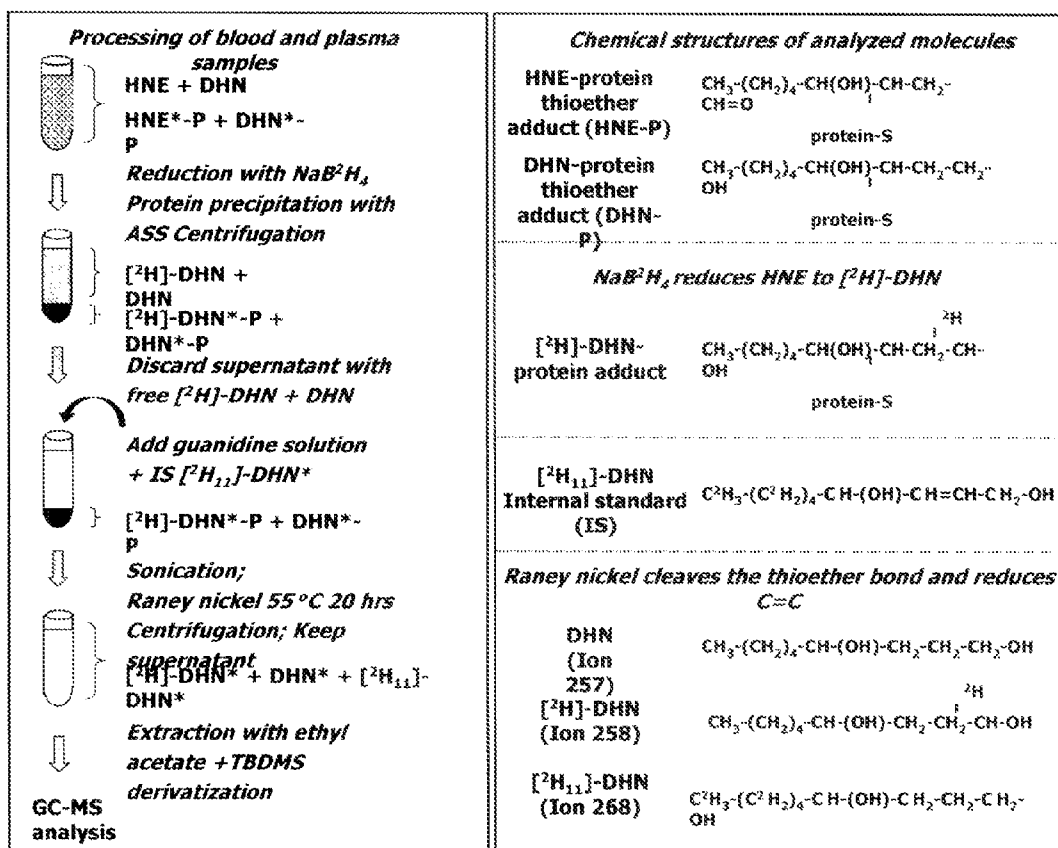 Processing of blood and plasma
samples
HNE + DHN
HNE*-P + DHN*-
P
Reduction with NaB²H₄
Protein precipitation with
ASS Centrifugation
[²H]-DHN +
DHN
[²H]-DHN*-P +
DHN*-P
Discard supernatant with
free [²H]-DHN + DHN
Add guanidine solution
+ IS [²H₁₁]-DHN*
[²H]-DHN*-P + DHN*-
P
Sonication;
Raney nickel 55°C 20 hrs
Centrifugation; Keep
supernatant
[²H]-DHN* + DHN* + [²H₁₁]-
DHN*
Extraction with ethyl
acetate +TBDMS
derivatization
GC-MS
analysis
Chemical structures of analyzed molecules
HNE-protein
thioether
adduct (HNE-P)
CH₃-(CH₂)₄-CH(OH)-CH-CH₂-
CH=O
protein-S
DHN-protein
thioether
adduct (DHN-
P)
CH₃-(CH₂)₄-CH(OH)-CH-CH₂-CH₂-
OH
protein-S
NaB²H₄ reduces HNE to [²H]-DHN
²H
[²H]-DHN-
protein adduct
CH₃-(CH₂)₄-CH(OH)-CH-CH₂-CH-
OH
protein-S
[²H₁₁]-DHN
Internal standard
(IS)
C²H₃-(C²H₂)₄-CH-(OH)-CH=CH-CH₂-OH
Raney nickel cleaves the thioether bond and reduces
C=C
DHN
(Ion
257)
CH₃-(CH₂)₄-CH-(OH)-CH₂-CH₂-CH₂-OH
²H
[²H]-DHN
(Ion 258)
CH₃-(CH₂)₄-CH-(OH)-CH₂-CH₂-CH-OH
[²H₁₁]-DHN
(Ion 268)
C²H₃-(C²H₂)₄-CH-(OH)-CH₂-CH₂-CH₂-
OH